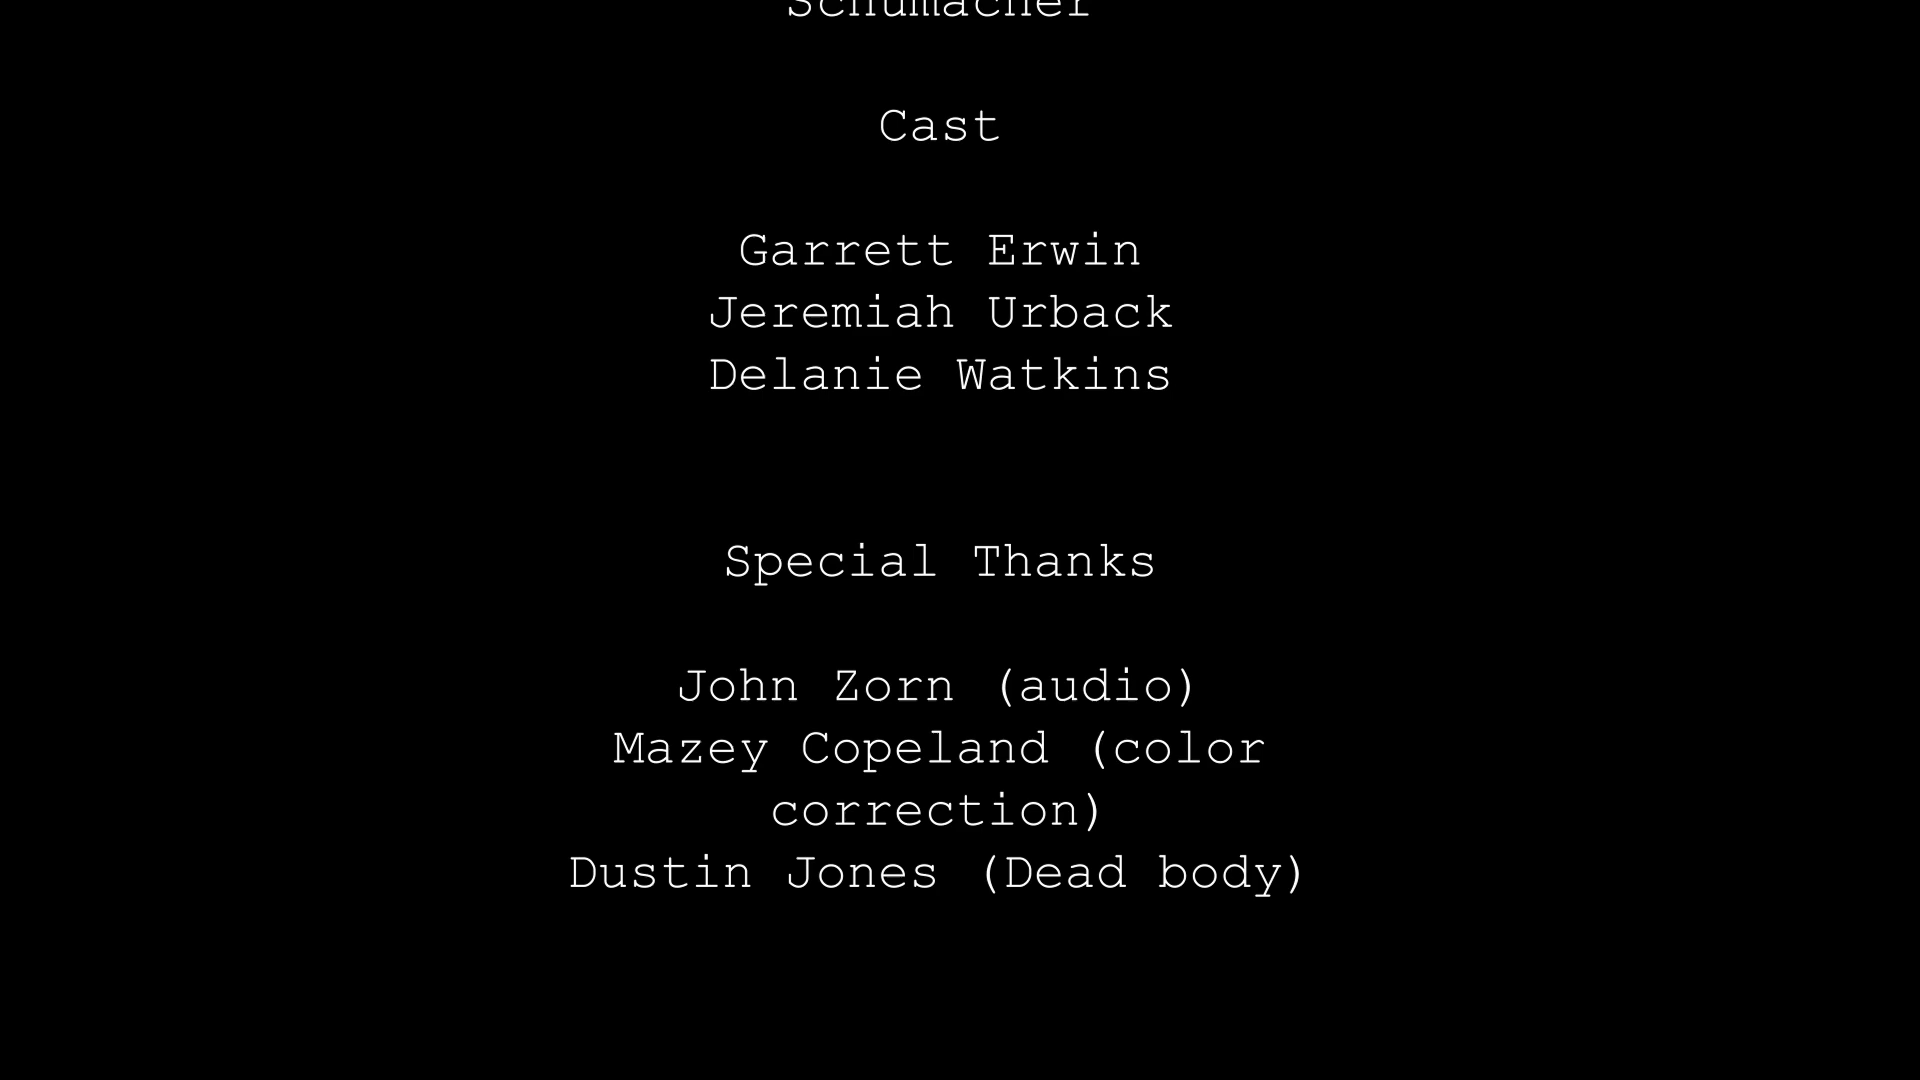 Schumacher
Cast
Garrett Erwin
Jeremiah Urback
Delanie Watkins
Special Thanks
John Zorn (audio)
Mazey Copeland (color
correction)
Dustin Jones (Dead body)